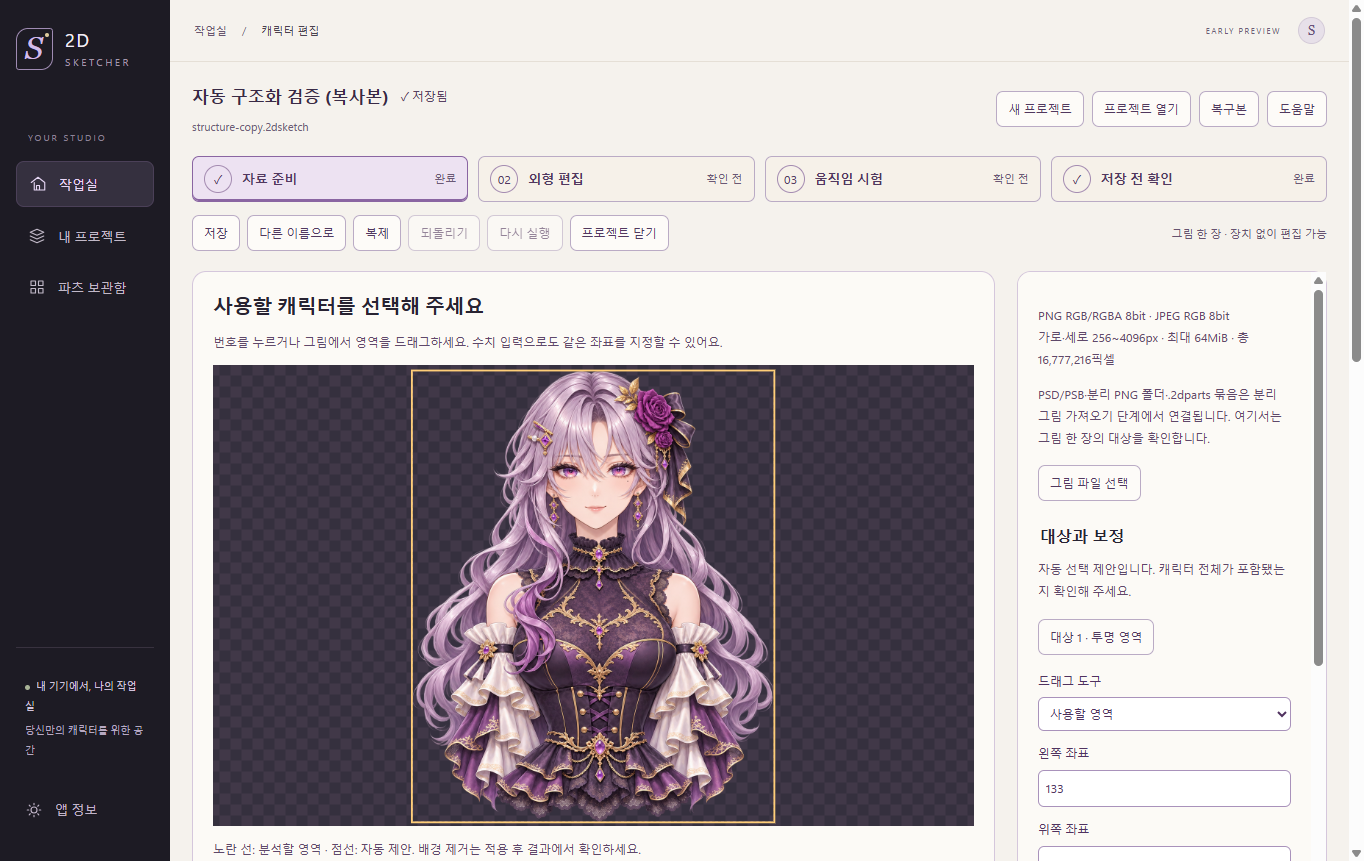 S
2D
SKETCHER
YOUR STUDIO
작업실
내 프로젝트
파츠 보관함
내 기기에서, 나의 작업
실
당신만의 캐릭터를 위한 공
간
앱 정보
작업실 / 캐릭터 편집
EARLY PREVIEW
S
자동 구조화 검증 (복사본) ✓ 저장됨
structure-copy.2dsketch
새 프로젝트
프로젝트 열기
복구본
도움말
✓ 자료 준비 완료
02 외형 편집 확인 전
03 움직임 시험 확인 전
✓ 저장 전 확인 완료
저장
다른 이름으로
복제
되돌리기
다시 실행
프로젝트 닫기
그림 한 장 · 장치 없이 편집 가능
사용할 캐릭터를 선택해 주세요
번호를 누르거나 그림에서 영역을 드래그하세요. 수치 입력으로도 같은 좌표를 지정할 수 있어요.
노란 선: 분석할 영역 · 점선: 자동 제안. 배경 제거는 적용 후 결과에서 확인하세요.
PNG RGB/RGBA 8bit · JPEG RGB 8bit
가로·세로 256~4096px · 최대 64MiB · 총
16,777,216픽셀
PSD/PSB·분리 PNG 폴더·.2dparts 묶음은 분리
그림 가져오기 단계에서 연결됩니다. 여기서는
그림 한 장의 대상을 확인합니다.
그림 파일 선택
대상과 보정
자동 선택 제안입니다. 캐릭터 전체가 포함됐는
지 확인해 주세요.
대상 1 · 투명 영역
드래그 도구
사용할 영역
왼쪽 좌표
133
위쪽 좌표